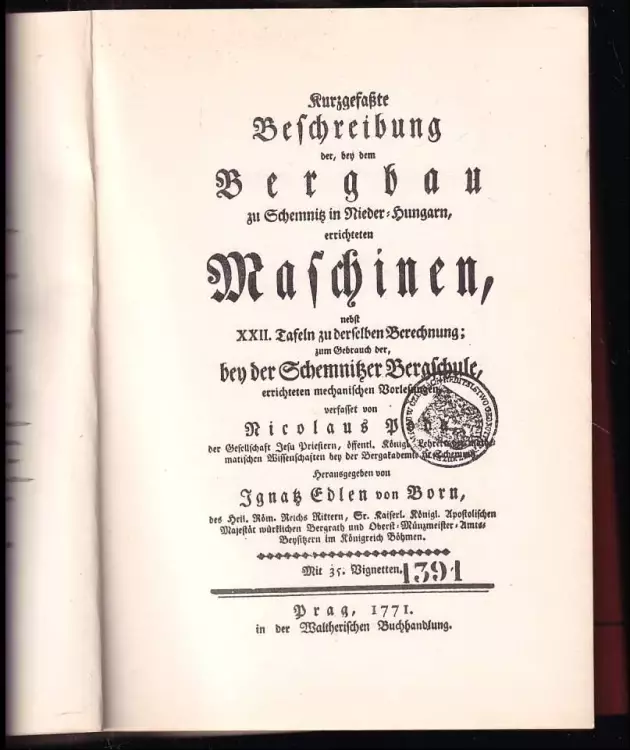 Kurzgefaßte
Beschreibung
der, bey dem
Bergbau
zu Schemnitz in Nieder-Hungarn,
errichteten
Maschinen,
nebst
XXII. Tafeln zu derselben Berechnung;
zum Gebrauch der,
bey der Schemnitzer Bergschule,
errichteten mechanischen Vorlesungen
verfasset von
Nicolaus
der Gesellschaft Jesu Priestern, öffentl. Königl. Lehrer
matischen Wissenschaften bey der Bergakademie
Herausgegeben von
Ignatz Edlen von Born,
des Heil. Röm. Reichs Rittern, Sr. Kaiserl. Königl. Apostolischen
Majestät würklichen Bergrath und Oberst-Münzmeister-Amts-
Beysitzern im Königreich Böhmen.
Mit 35. Vignetten.
1391
Prag, 1771.
in der Waltherischen Buchhandlung.